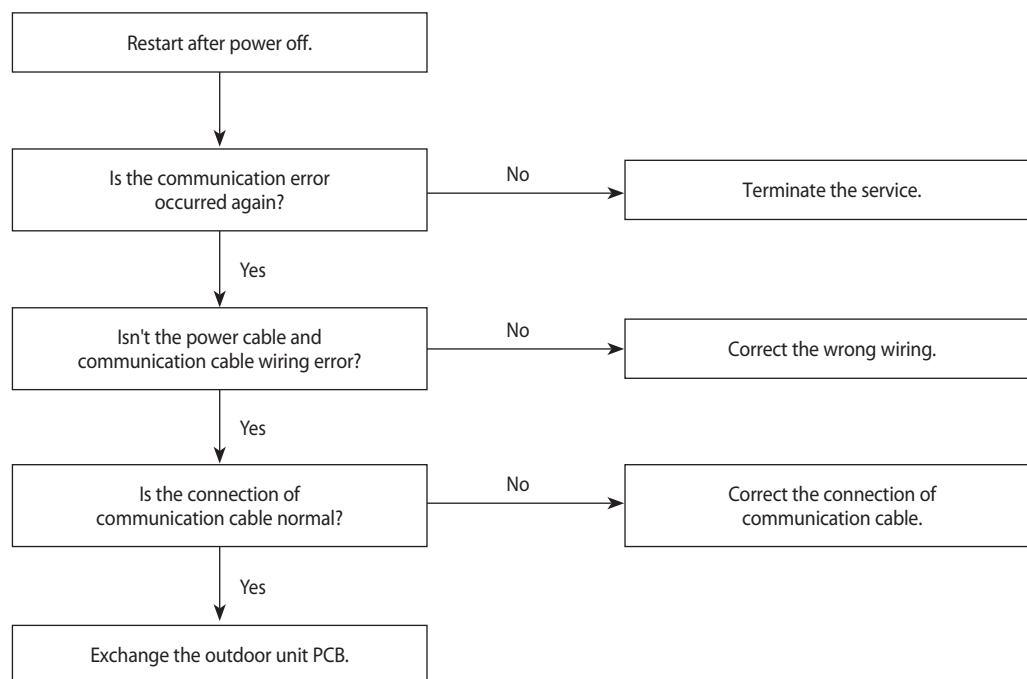 Restart after power off.
Is the communication error
occurred again?
No
Terminate the service.
Yes
Isn't the power cable and
communication cable wiring error?
No
Correct the wrong wiring.
Yes
Is the connection of
communication cable normal?
No
Correct the connection of
communication cable.
Yes
Exchange the outdoor unit PCB.